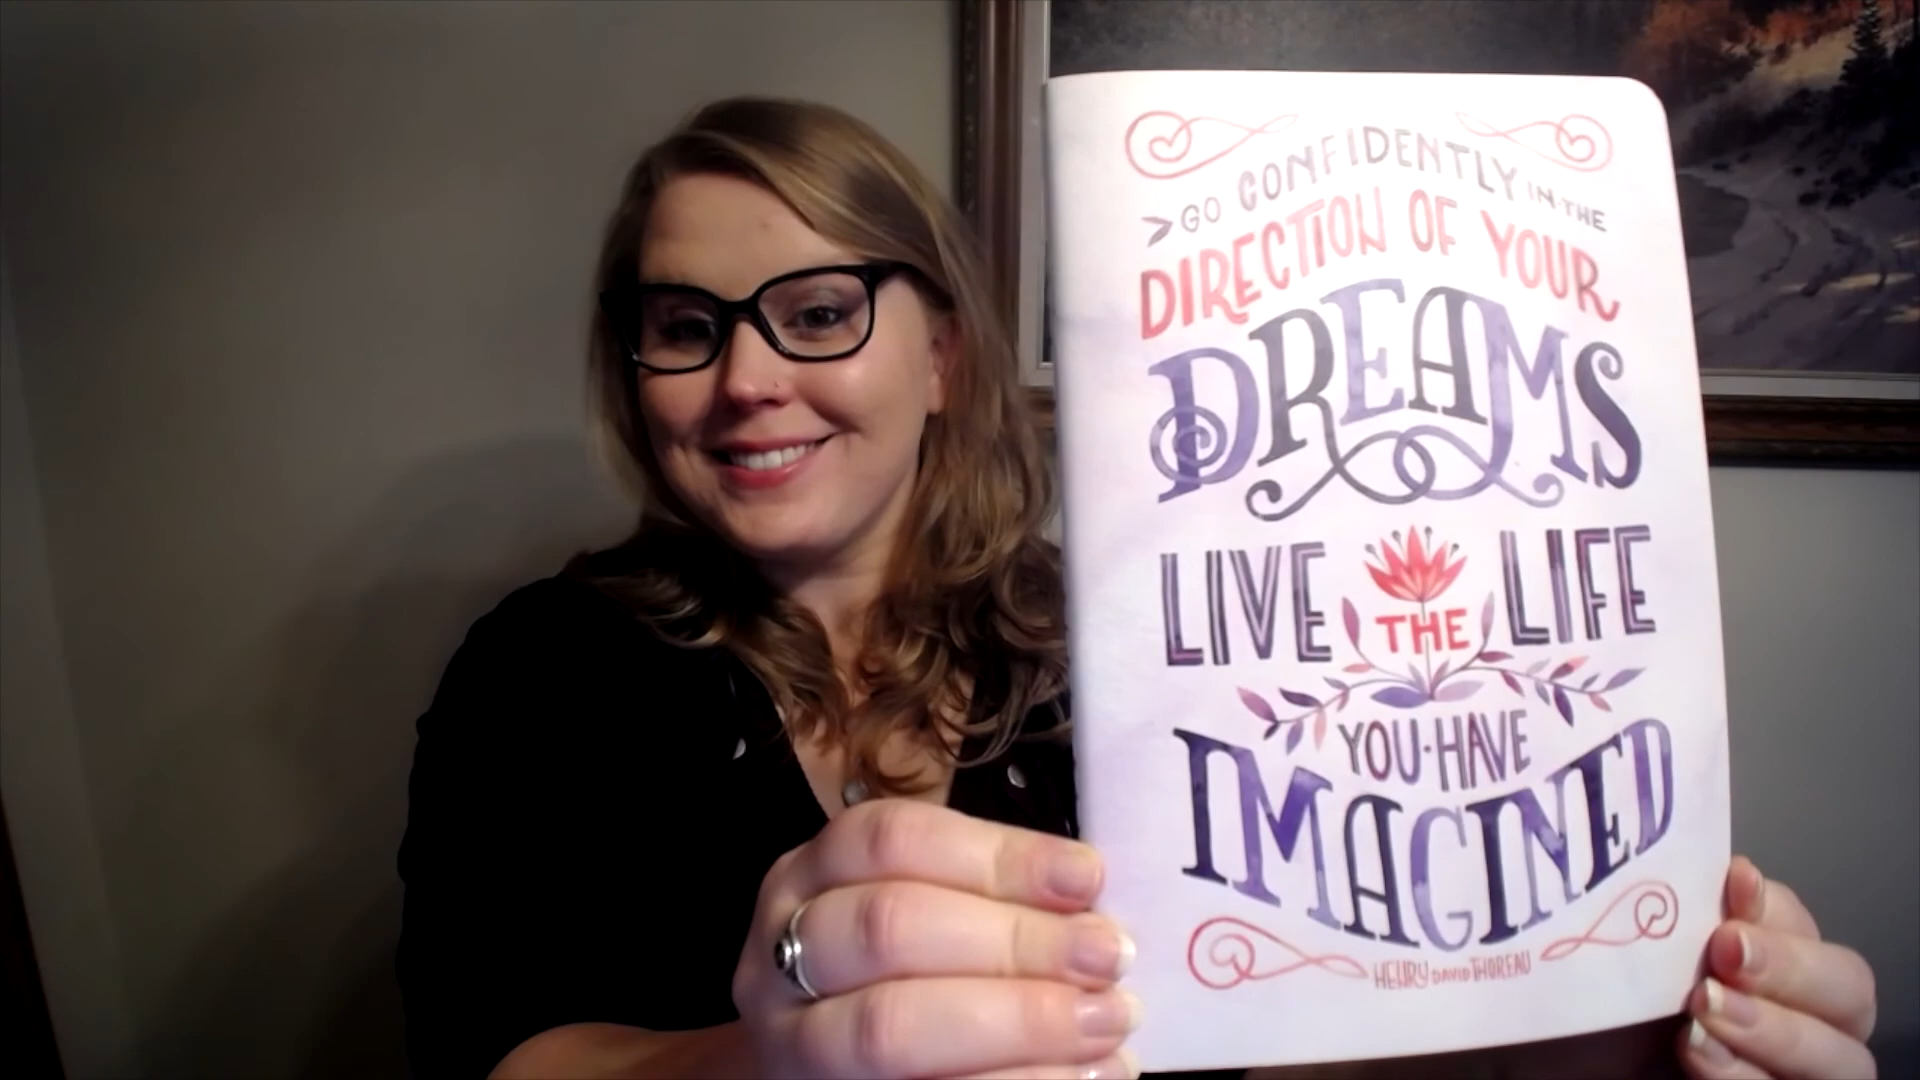 GO CONFIDENTLY IN·THE
DIRECTION OF YOUR
DREAMS
LIVE THE LIFE
YOU·HAVE
IMAGINED
HENRY DAVID THOREAU